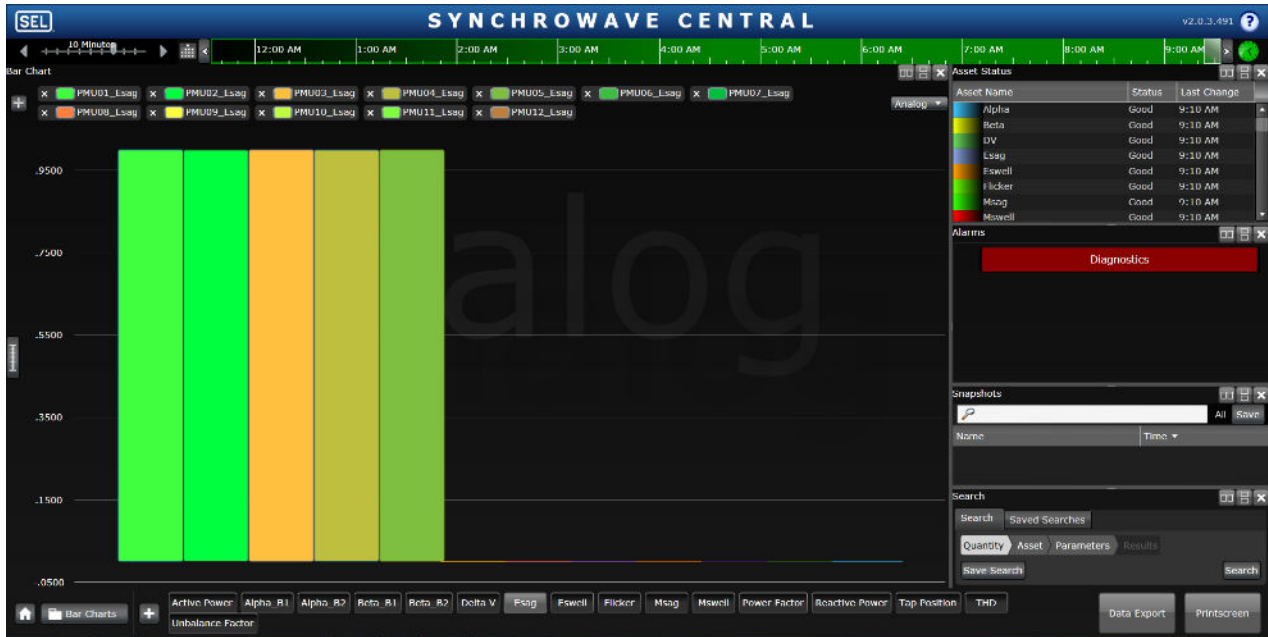 SEL
SYNCHROWAVE CENTRAL
v2.0.3.491 ?
10 Minutes
12:00 AM 1:00 AM 2:00 AM 3:00 AM 4:00 AM 5:00 AM 6:00 AM 7:00 AM 8:00 AM 9:00 AM
Bar Chart
x PMU01_Esag x PMU02_Esag x PMU03_Esag x PMU04_Esag x PMU05_Esag x PMU06_Esag x PMU07_Esag
x PMU08_Esag x PMU09_Esag x PMU10_Esag x PMU11_Esag x PMU12_Esag
Analog
alog
.9500
.7500
.5500
.3500
.1500
-.0500
Asset Status
Asset Name Status Last Change
Alpha Good 9:10 AM
Beta Good 9:10 AM
DV Good 9:10 AM
Esag Good 9:10 AM
Eswell Good 9:10 AM
Flicker Good 9:10 AM
Msag Good 9:10 AM
Mswell Good 9:10 AM
Alarms
Diagnostics
Snapshots
All Save
Name Time
Search
Search Saved Searches
Quantity Asset Parameters Results
Save Search Search
Bar Charts
Active Power Alpha_B1 Alpha_B2 Beta_B1 Beta_B2 Delta V Esag Eswell Flicker Msag Mswell Power Factor Reactive Power Tap Position THD
Unbalance Factor
Data Export Printscreen